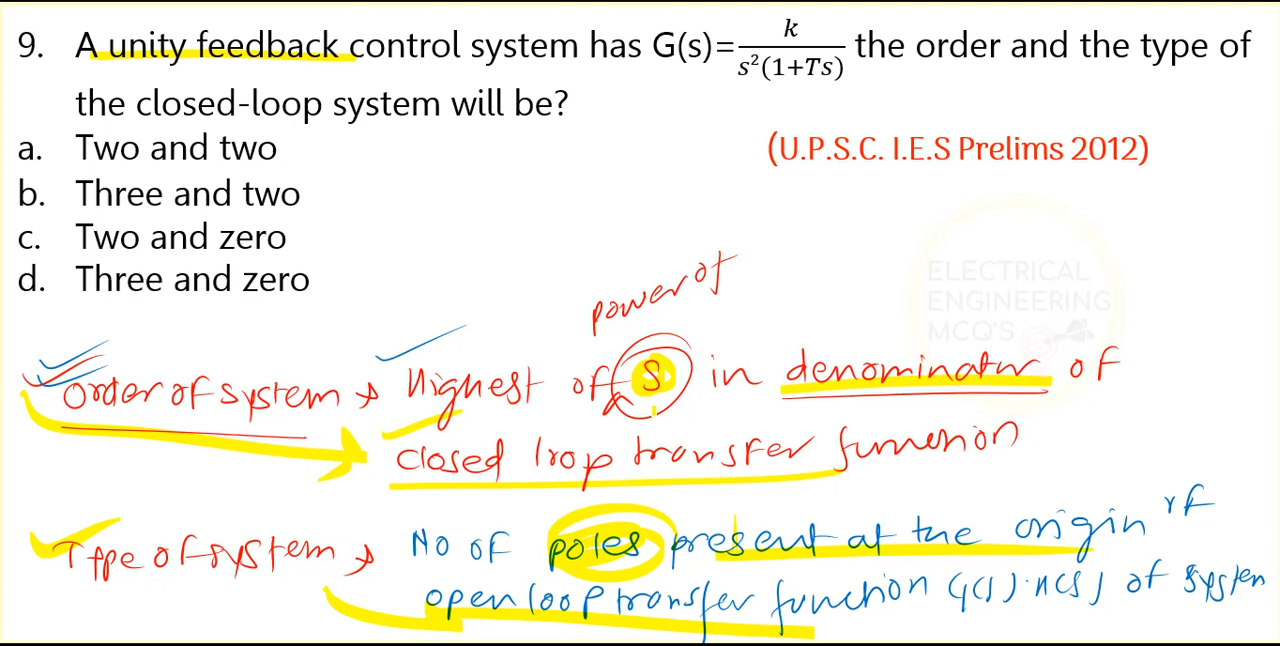 9. A unity feedback control system has G(s)=k/s²(1+Ts) the order and the type of
the closed-loop system will be?
a. Two and two
(U.P.S.C. I.E.S Prelims 2012)
b. Three and two
c. Two and zero
d. Three and zero
ELECTRICAL
ENGINEERING
MCQ'S
power of
order of system → Highest of S in denominator of
closed loop transfer function
Type of system → No of poles present at the origin of
open loop transfer function G(s).H(s) of system